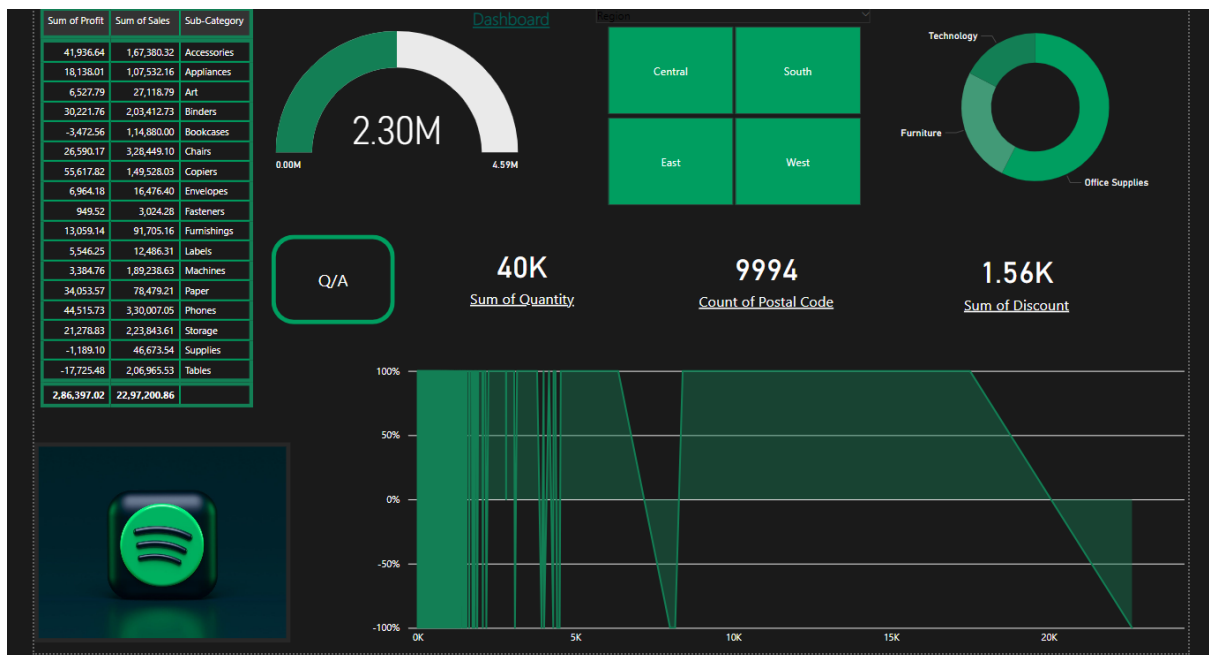 Sum of Profit Sum of Sales Sub-Category
41,936.64 1,67,380.32 Accessories
18,138.01 1,07,532.16 Appliances
6,527.79 27,118.79 Art
30,221.76 2,03,412.73 Binders
-3,472.56 1,14,880.00 Bookcases
26,590.17 3,28,449.10 Chairs
55,617.82 1,49,528.03 Copiers
6,964.18 16,476.40 Envelopes
949.52 3,024.28 Fasteners
13,059.14 91,705.16 Furnishings
5,546.25 12,486.31 Labels
3,384.76 1,89,238.63 Machines
34,053.57 78,479.21 Paper
44,515.73 3,30,007.05 Phones
21,278.83 2,23,843.61 Storage
-1,189.10 46,673.54 Supplies
-17,725.48 2,06,965.53 Tables
2,86,397.02 22,97,200.86
Dashboard
2.30M
0.00M 4.59M
Region
Central South
East West
Technology
Furniture
Office Supplies
Q/A
40K
Sum of Quantity
9994
Count of Postal Code
1.56K
Sum of Discount
100%
50%
0%
-50%
-100%
0K 5K 10K 15K 20K